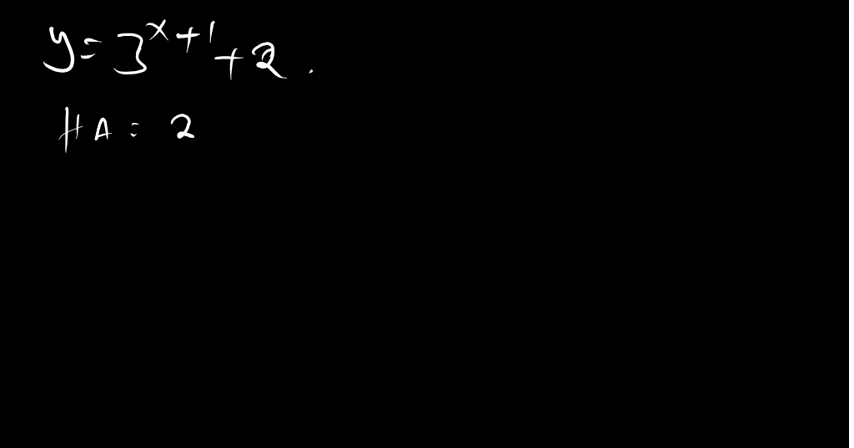 y = 3^{x+1} + 2 .
HA = 2